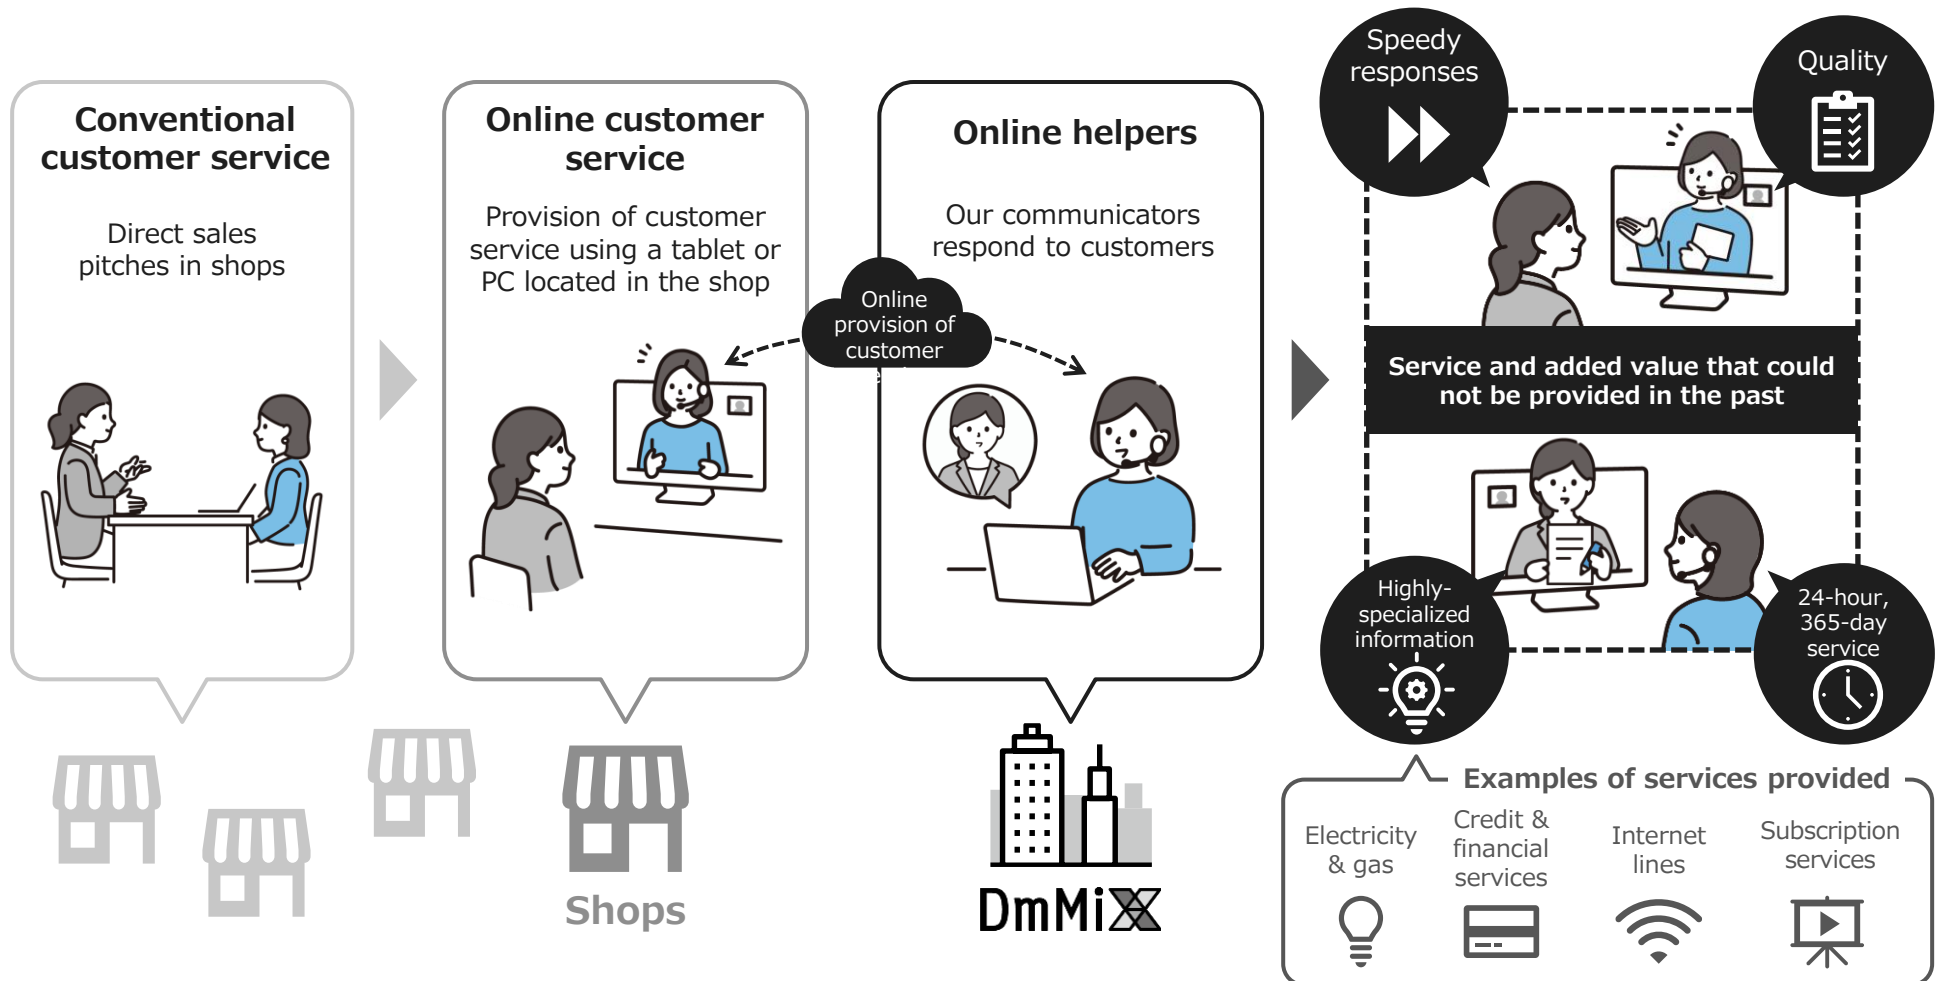 Conventional
customer service
Direct sales
pitches in shops
Online customer
service
Provision of customer
service using a tablet or
PC located in the shop
Online
provision of
customer
Online helpers
Our communicators
respond to customers
Speedy
responses
Quality
Service and added value that could
not be provided in the past
Highly-
specialized
information
24-hour,
365-day
service
Shops
DmMiX
Examples of services provided
Electricity
& gas
Credit &
financial
services
Internet
lines
Subscription
services